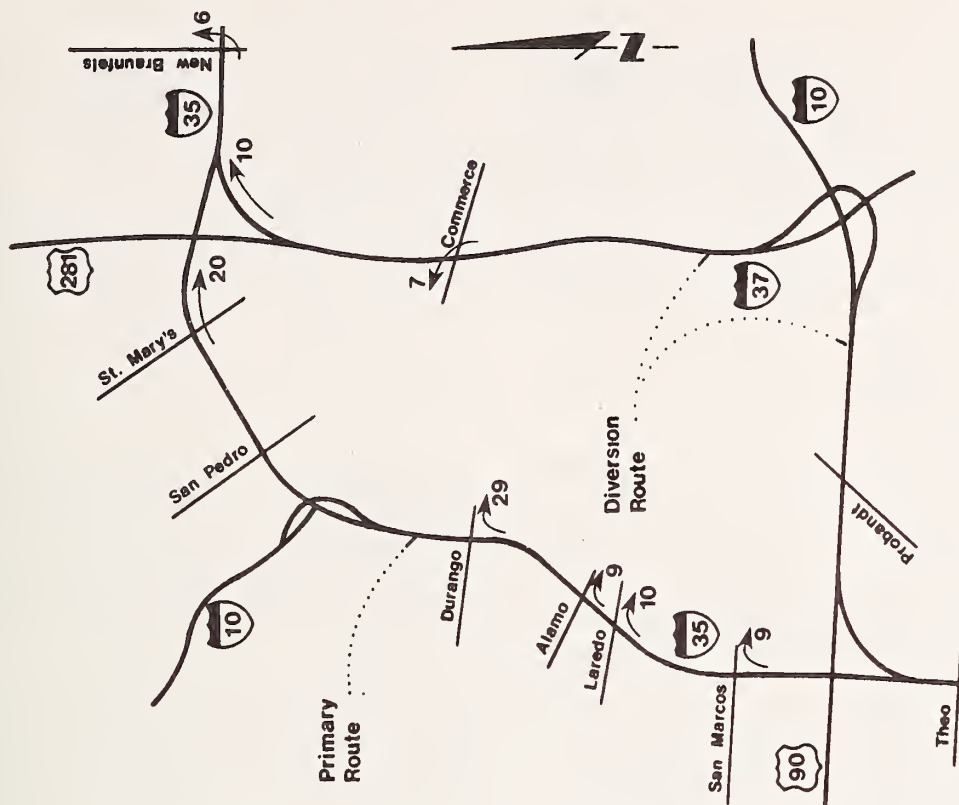 New Braunfels
6
35
10
281
20
St. Mary's
Commerce
7
San Pedro
10
N
10
37
Durango
29
Primary
Route
Diversion
Route
Alamo
9
Laredo
10
35
Probandt
San Marcos
9
90
Theo